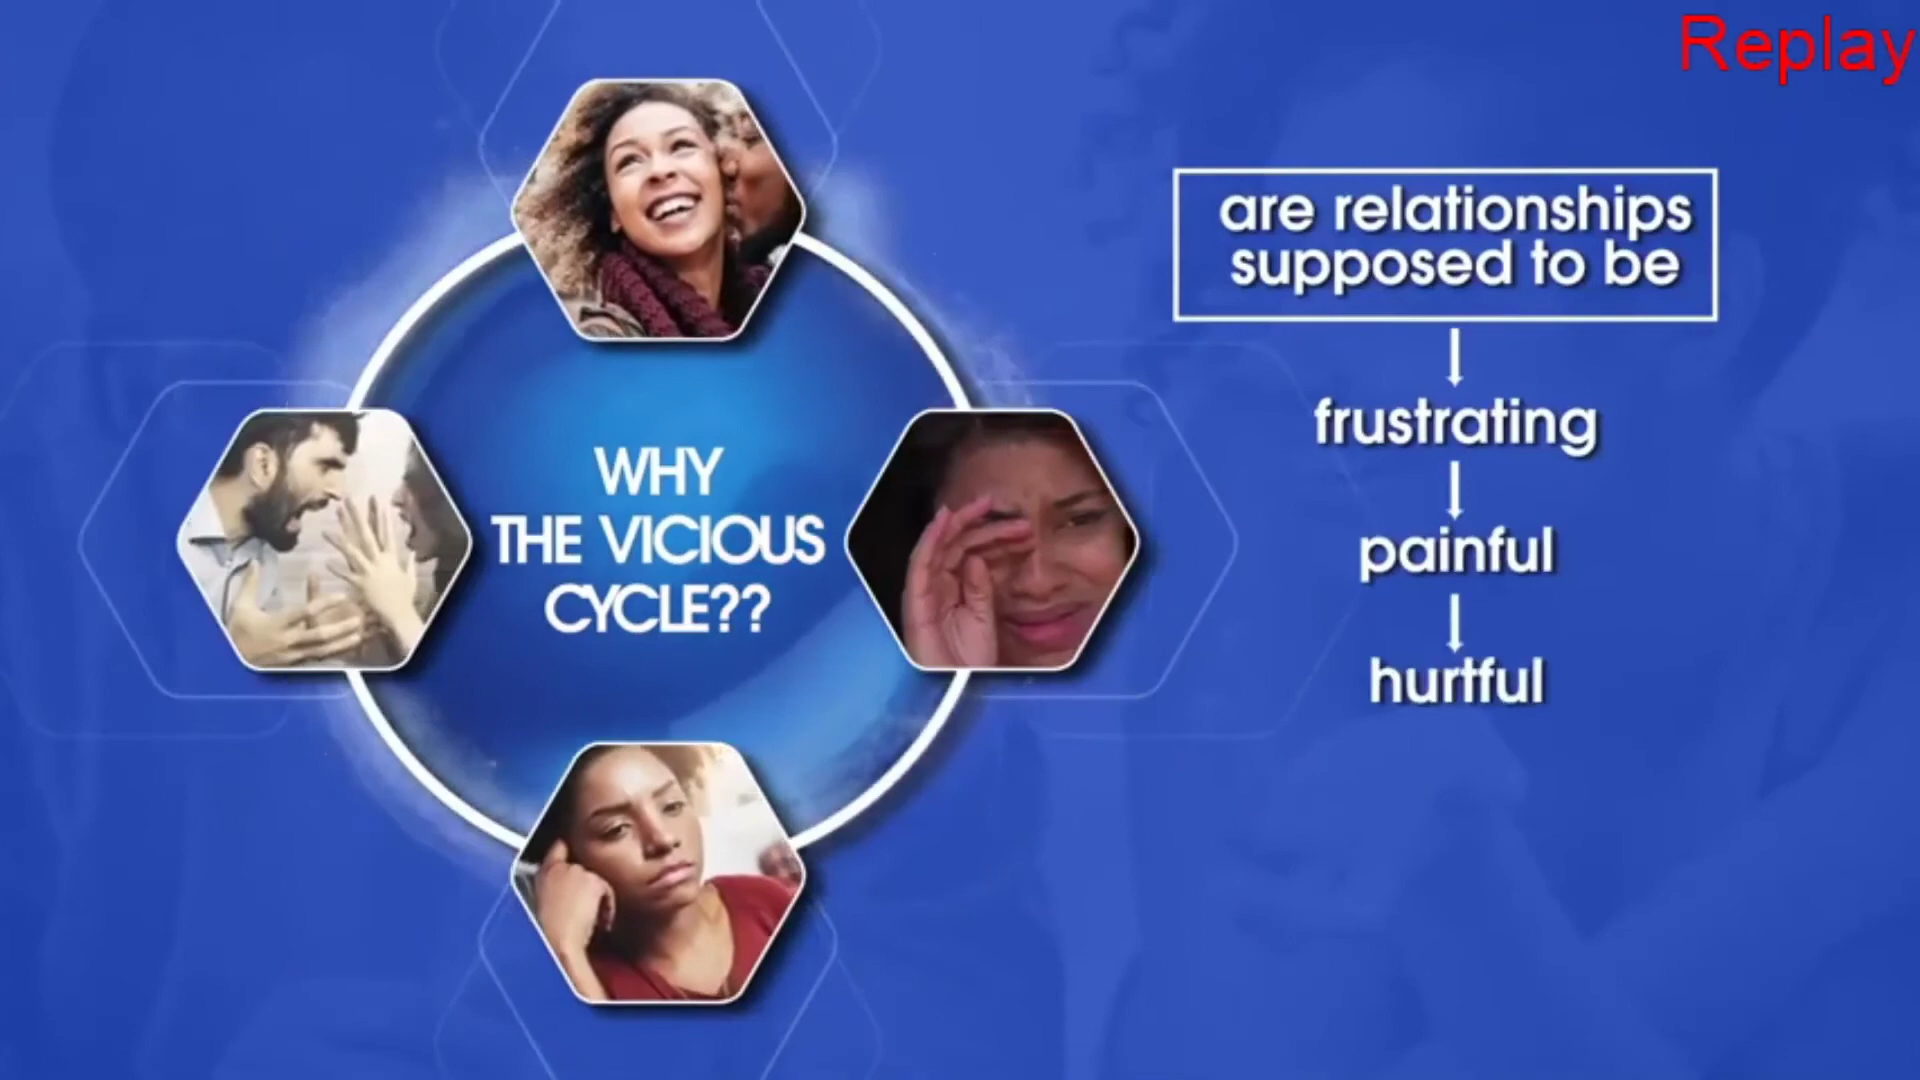 Replay
WHY
THE VICIOUS
CYCLE??
are relationships
supposed to be
frustrating
painful
hurtful